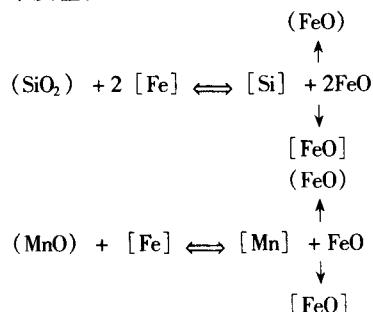 (FeO)
↑
(SiO₂) + 2 [Fe] ⟺ [Si] + 2FeO
↓
[FeO]
(FeO)
↑
(MnO) + [Fe] ⟺ [Mn] + FeO
↓
[FeO]